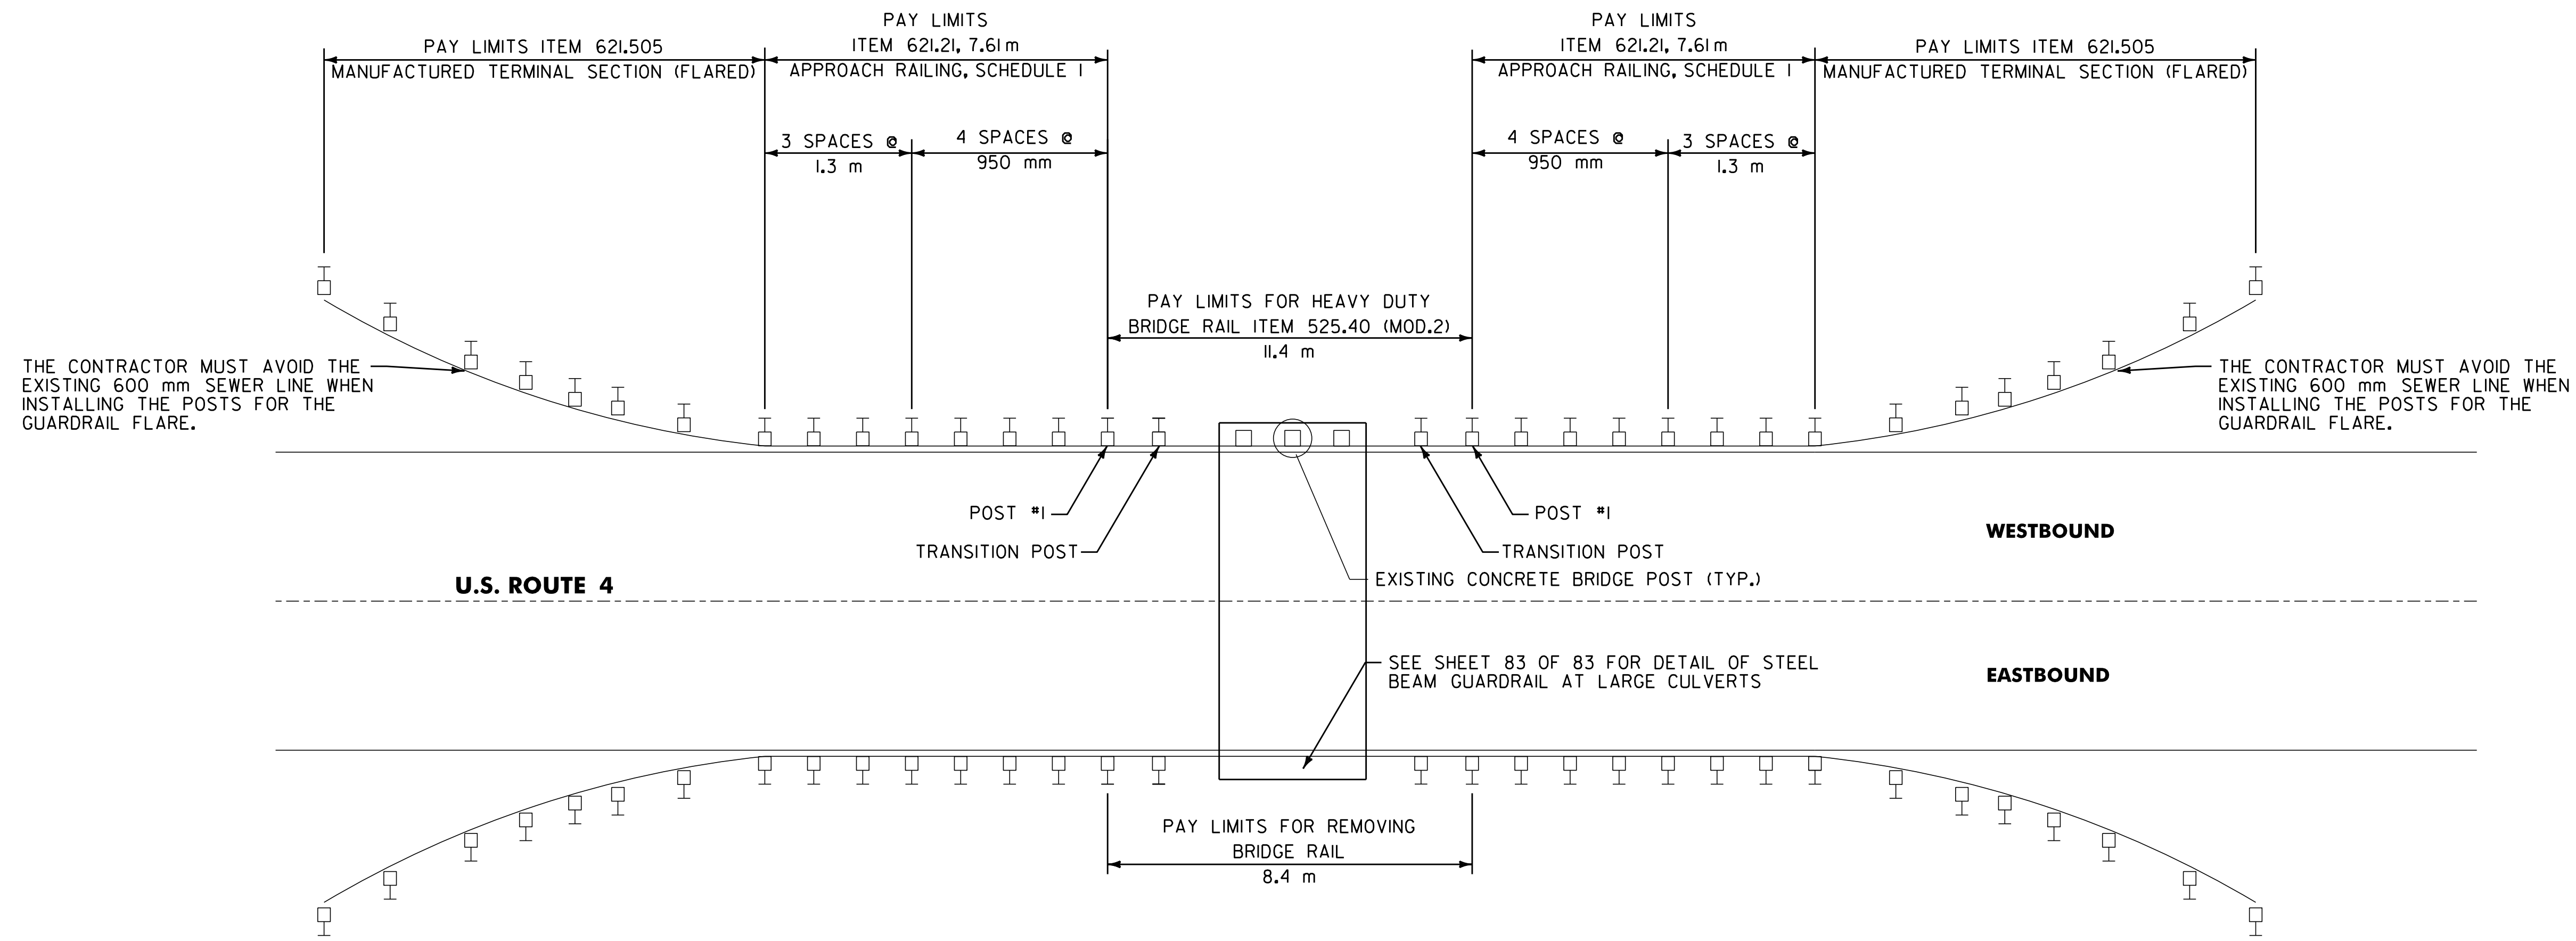 PAY LIMITS ITEM 621.505
MANUFACTURED TERMINAL SECTION (FLARED)
PAY LIMITS
ITEM 621.21, 7.61 m
APPROACH RAILING, SCHEDULE 1
PAY LIMITS
ITEM 621.21, 7.61 m
APPROACH RAILING, SCHEDULE 1
PAY LIMITS ITEM 621.505
MANUFACTURED TERMINAL SECTION (FLARED)
3 SPACES @
1.3 m
4 SPACES @
950 mm
4 SPACES @
950 mm
3 SPACES @
1.3 m
PAY LIMITS FOR HEAVY DUTY
BRIDGE RAIL ITEM 525.40 (MOD.2)
11.4 m
THE CONTRACTOR MUST AVOID THE
EXISTING 600 mm SEWER LINE WHEN
INSTALLING THE POSTS FOR THE
GUARDRAIL FLARE.
THE CONTRACTOR MUST AVOID THE
EXISTING 600 mm SEWER LINE WHEN
INSTALLING THE POSTS FOR THE
GUARDRAIL FLARE.
POST #1
TRANSITION POST
POST #1
TRANSITION POST
EXISTING CONCRETE BRIDGE POST (TYP.)
WESTBOUND
U.S. ROUTE 4
SEE SHEET 83 OF 83 FOR DETAIL OF STEEL
BEAM GUARDRAIL AT LARGE CULVERTS
EASTBOUND
PAY LIMITS FOR REMOVING
BRIDGE RAIL
8.4 m